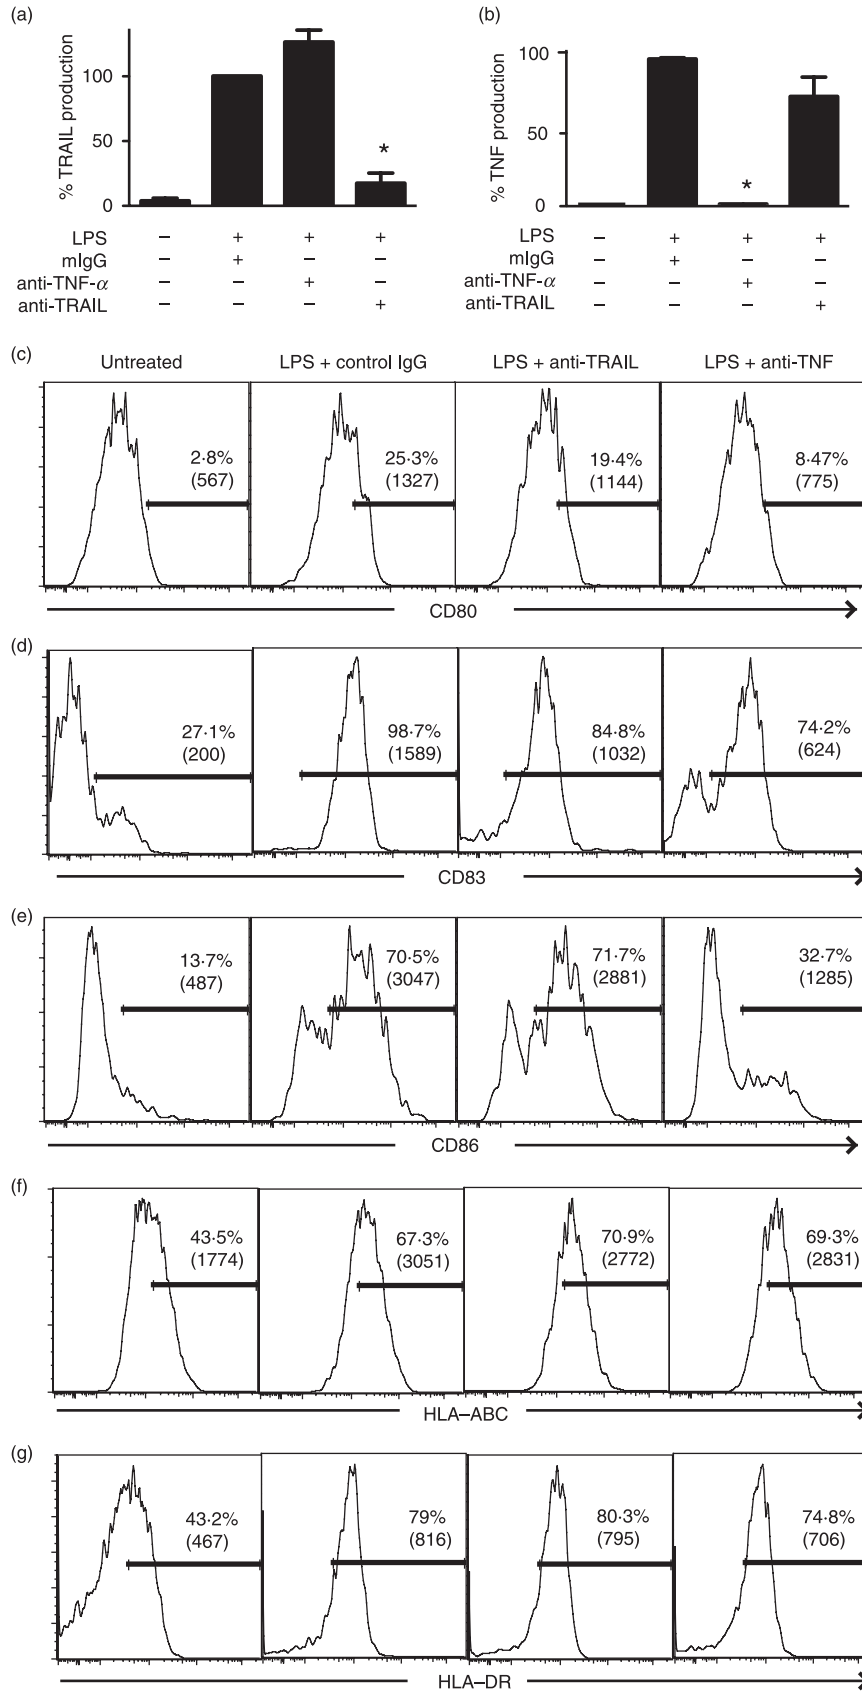 (a)
% TRAIL production
100
50
0
*
LPS – + + +
mIgG – + – –
anti-TNF-α – – + –
anti-TRAIL – – – +
(b)
% TNF production
100
50
0
*
LPS – + + +
mIgG – + – –
anti-TNF-α – – + –
anti-TRAIL – – – +
(c)
Untreated LPS + control IgG LPS + anti-TRAIL LPS + anti-TNF
2·8% 25·3% 19·4% 8·47%
(567) (1327) (1144) (775)
CD80
(d)
27·1% 98·7% 84·8% 74·2%
(200) (1589) (1032) (624)
CD83
(e)
13·7% 70·5% 71·7% 32·7%
(487) (3047) (2881) (1285)
CD86
(f)
43·5% 67·3% 70·9% 69·3%
(1774) (3051) (2772) (2831)
HLA–ABC
(g)
43·2% 79% 80·3% 74·8%
(467) (816) (795) (706)
HLA–DR